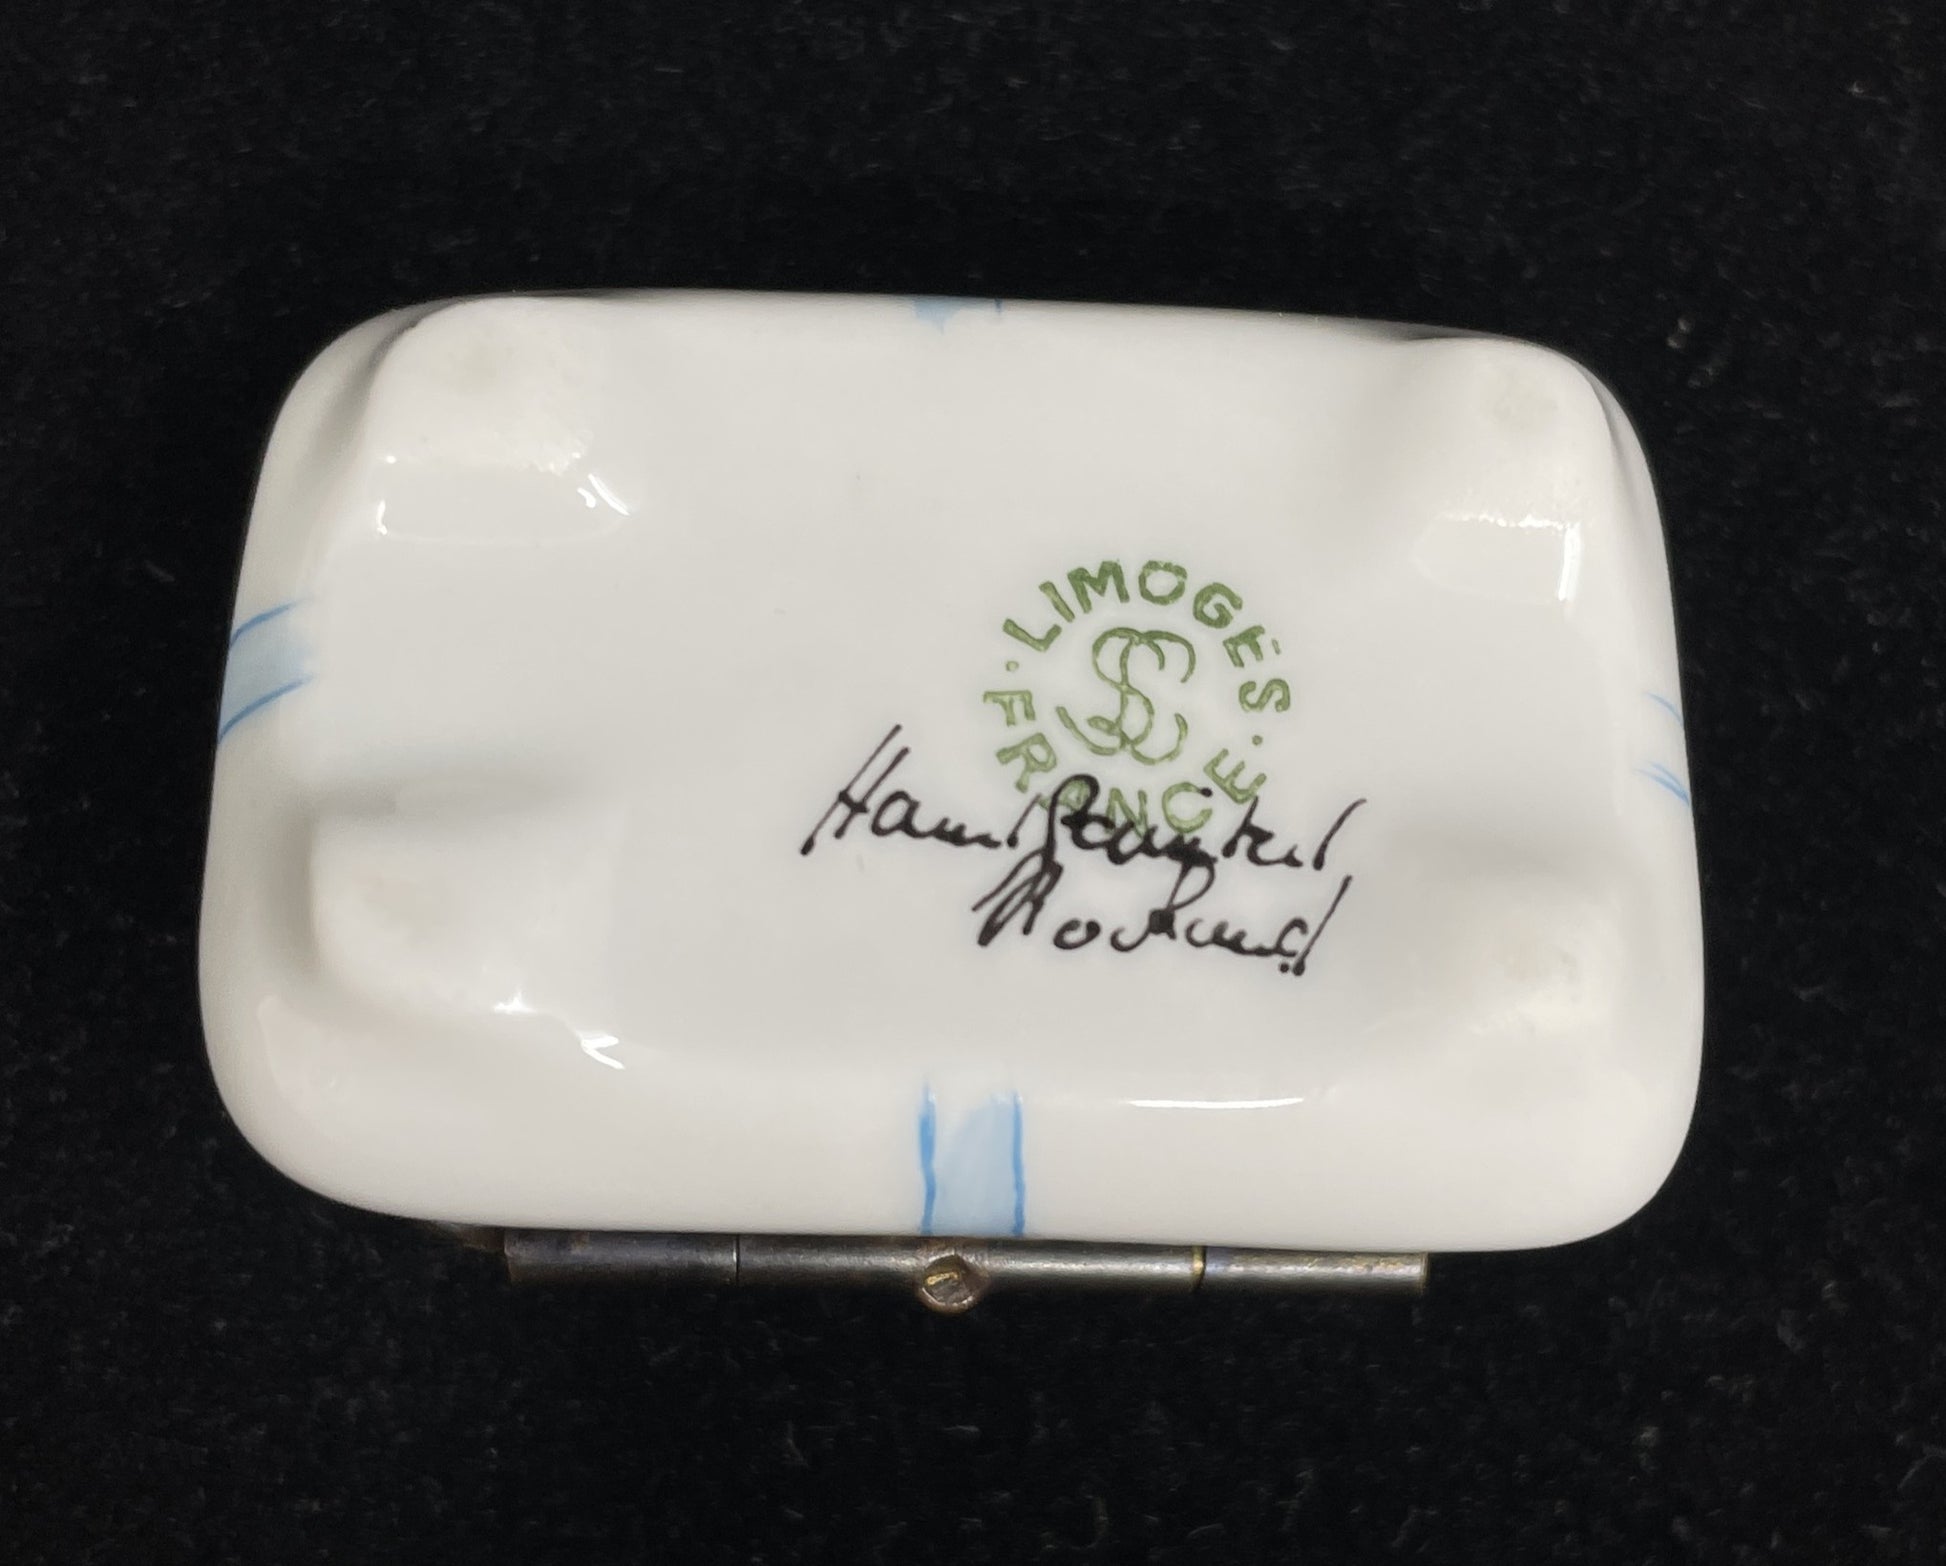 LIMOGES
FRANCE
Hand Painted
Rochard